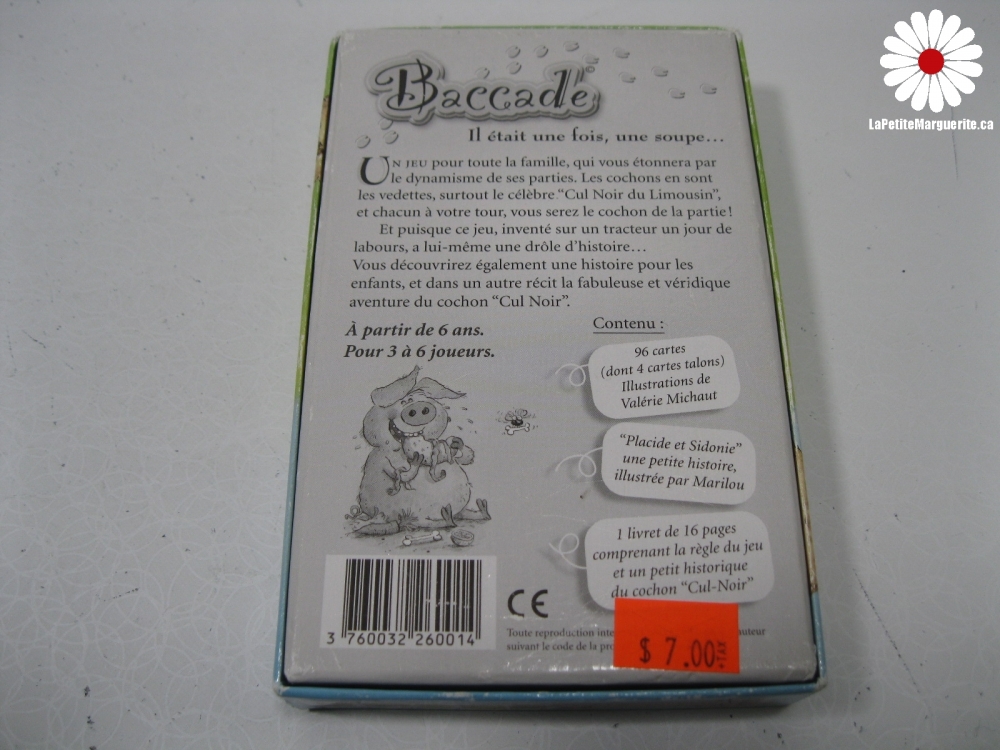 LaPetiteMarguerite.ca
Baccade
Il était une fois, une soupe...
UN JEU pour toute la famille, qui vous étonnera par
le dynamisme de ses parties. Les cochons en sont
les vedettes, surtout le célèbre "Cul Noir du Limousin",
et chacun à votre tour, vous serez le cochon de la partie!
Et puisque ce jeu, inventé sur un tracteur un jour de
labours, a lui-même une drôle d'histoire...
Vous découvrirez également une histoire pour les
enfants, et dans un autre récit la fabuleuse et véridique
aventure du cochon "Cul Noir".
À partir de 6 ans.
Pour 3 à 6 joueurs.
Contenu :
96 cartes
(dont 4 cartes talons)
Illustrations de
Valérie Michaut
"Placide et Sidonie"
une petite histoire,
illustrée par Marilou
1 livret de 16 pages
comprenant la règle du jeu
et un petit historique
du cochon "Cul-Noir"
3 760032 260014
CE
Toute reproduction
suivant le code de la
$ 7.00 +TAX